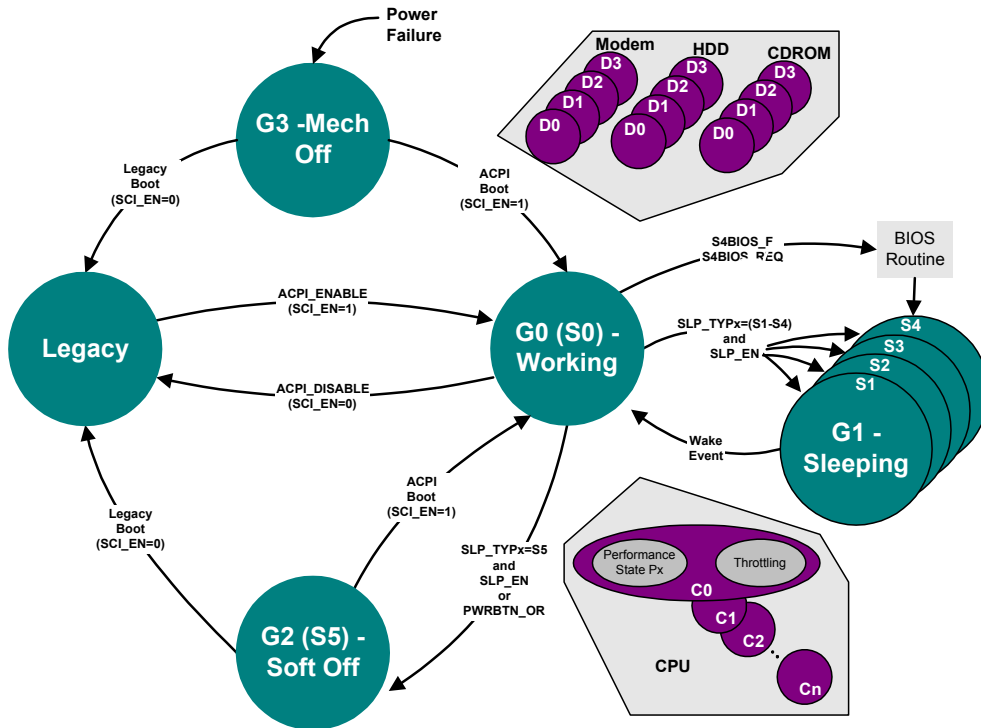 Power
Failure
G3 -Mech
Off
Modem
HDD
CDROM
D3
D2
D1
D0
D3
D2
D1
D0
D3
D2
D1
D0
Legacy
Boot
(SCI_EN=0)
ACPI
Boot
(SCI_EN=1)
S4BIOS_F
S4BIOS_REQ
BIOS
Routine
ACPI_ENABLE
(SCI_EN=1)
Legacy
G0 (S0) -
Working
SLP_TYPx=(S1-S4)
and
SLP_EN
S4
S3
S2
S1
G1 -
Sleeping
ACPI_DISABLE
(SCI_EN=0)
Wake
Event
Legacy
Boot
(SCI_EN=0)
ACPI
Boot
(SCI_EN=1)
SLP_TYPx=S5
and
SLP_EN
or
PWRBTN_OR
G2 (S5) -
Soft Off
Performance
State Px
Throttling
C0
C1
C2
Cn
CPU